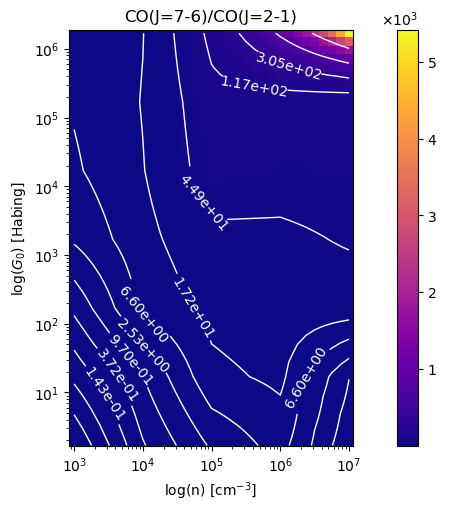 CO(J=7-6)/CO(J=2-1)
×10³
log(G₀) [Habing]
10⁶
10⁵
10⁴
10³
10²
10¹
3.05e+02
1.17e+02
4.49e+01
1.72e+01
6.60e+00
2.53e+00
9.70e-01
3.72e-01
1.43e-01
6.60e+00
5
4
3
2
1
10³ 10⁴ 10⁵ 10⁶ 10⁷
log(n) [cm⁻³]